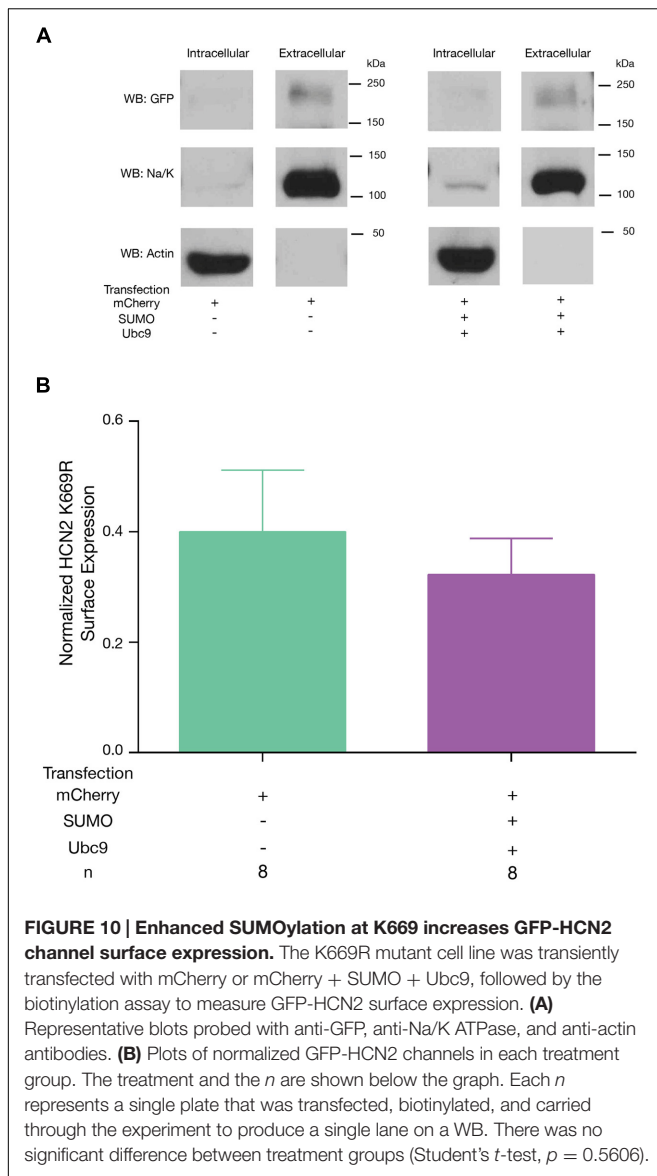 A
Intracellular Extracellular Intracellular Extracellular
kDa kDa
WB: GFP 250 250
150 150
WB: Na/K 150 150
100 100
WB: Actin 50 50
Transfection
mCherry + + + +
SUMO - - + +
Ubc9 - - + +
B
Normalized HCN2 K669R
Surface Expression
0.6
0.4
0.2
0.0
Transfection
mCherry + +
SUMO - +
Ubc9 - +
n 8 8
FIGURE 10 | Enhanced SUMOylation at K669 increases GFP-HCN2
channel surface expression. The K669R mutant cell line was transiently
transfected with mCherry or mCherry + SUMO + Ubc9, followed by the
biotinylation assay to measure GFP-HCN2 surface expression. (A)
Representative blots probed with anti-GFP, anti-Na/K ATPase, and anti-actin
antibodies. (B) Plots of normalized GFP-HCN2 channels in each treatment
group. The treatment and the n are shown below the graph. Each n
represents a single plate that was transfected, biotinylated, and carried
through the experiment to produce a single lane on a WB. There was no
significant difference between treatment groups (Student's t-test, p = 0.5606).